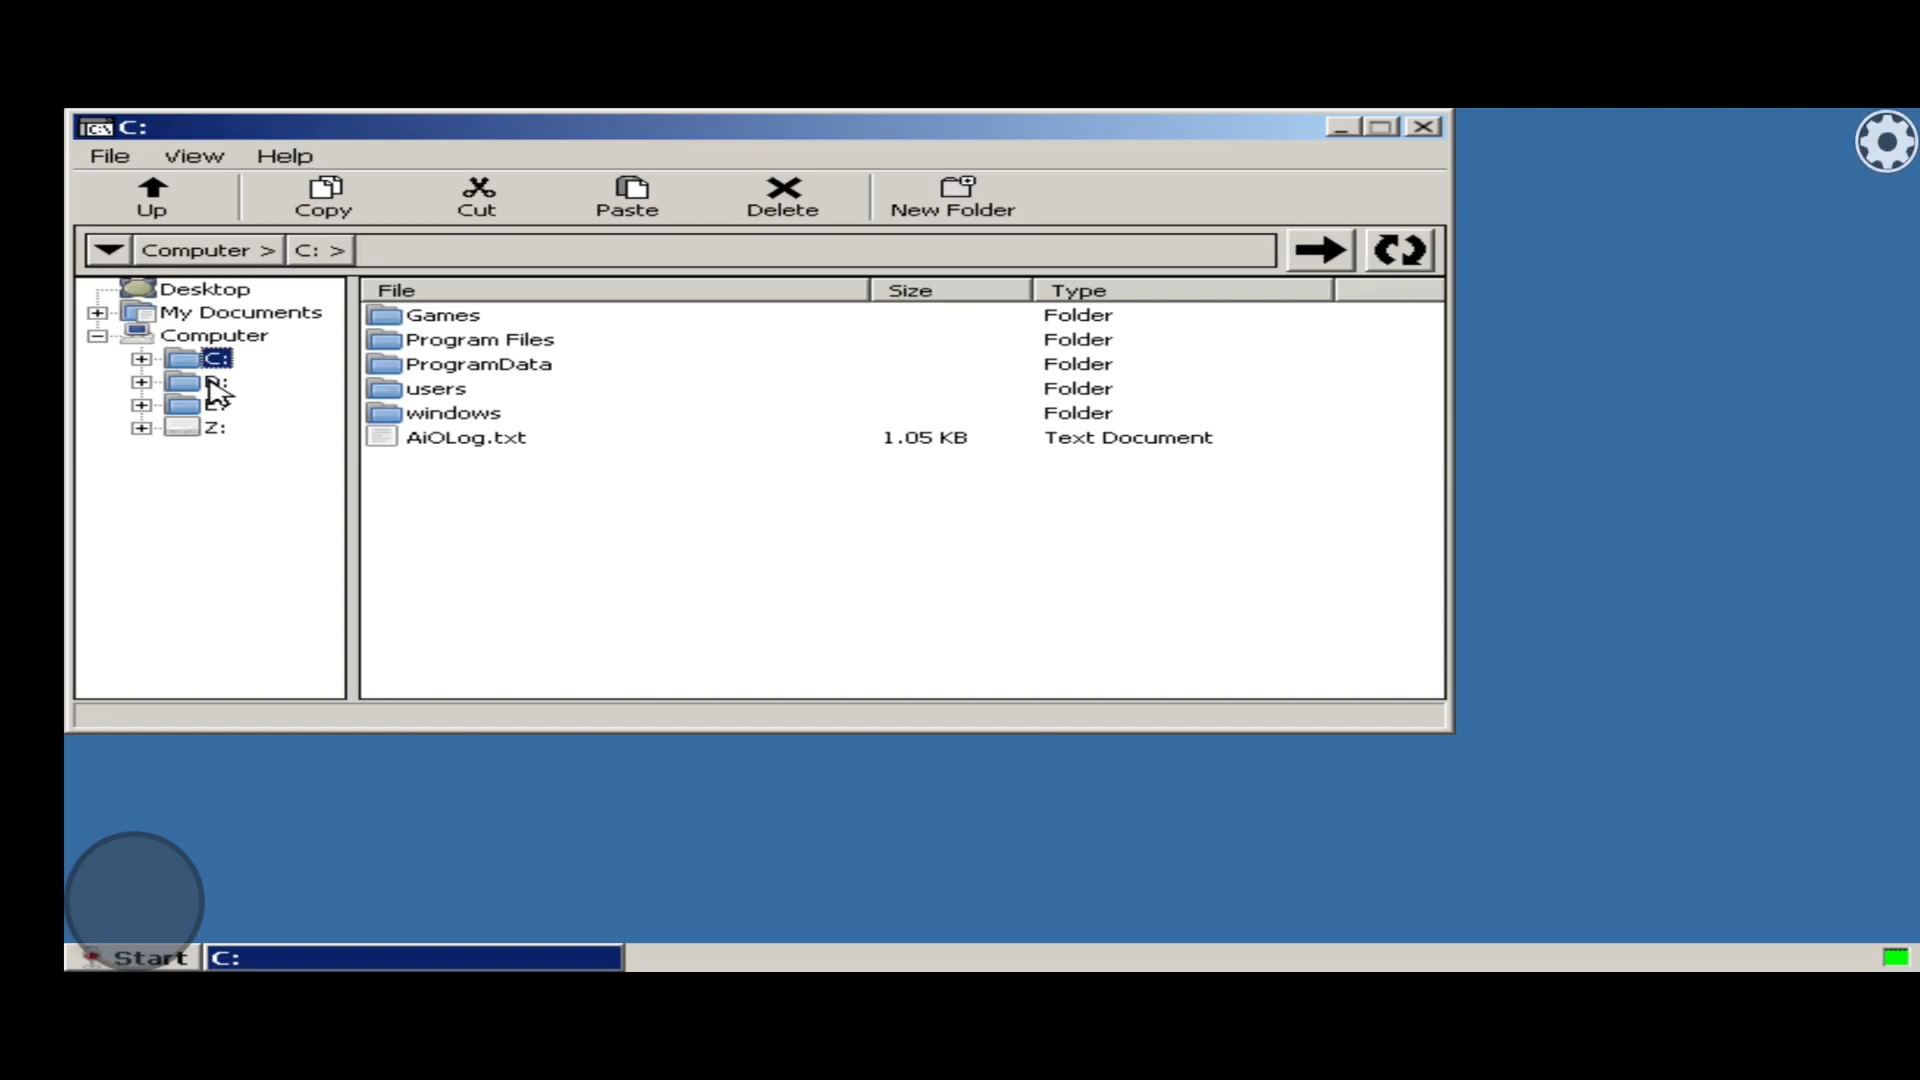 C:
File View Help
Up Copy Cut Paste Delete New Folder
Computer > C: >
Desktop
My Documents
Computer
C:
Z:
File Size Type
Games Folder
Program Files Folder
ProgramData Folder
users Folder
windows Folder
AiOLog.txt 1.05 KB Text Document
Start C: